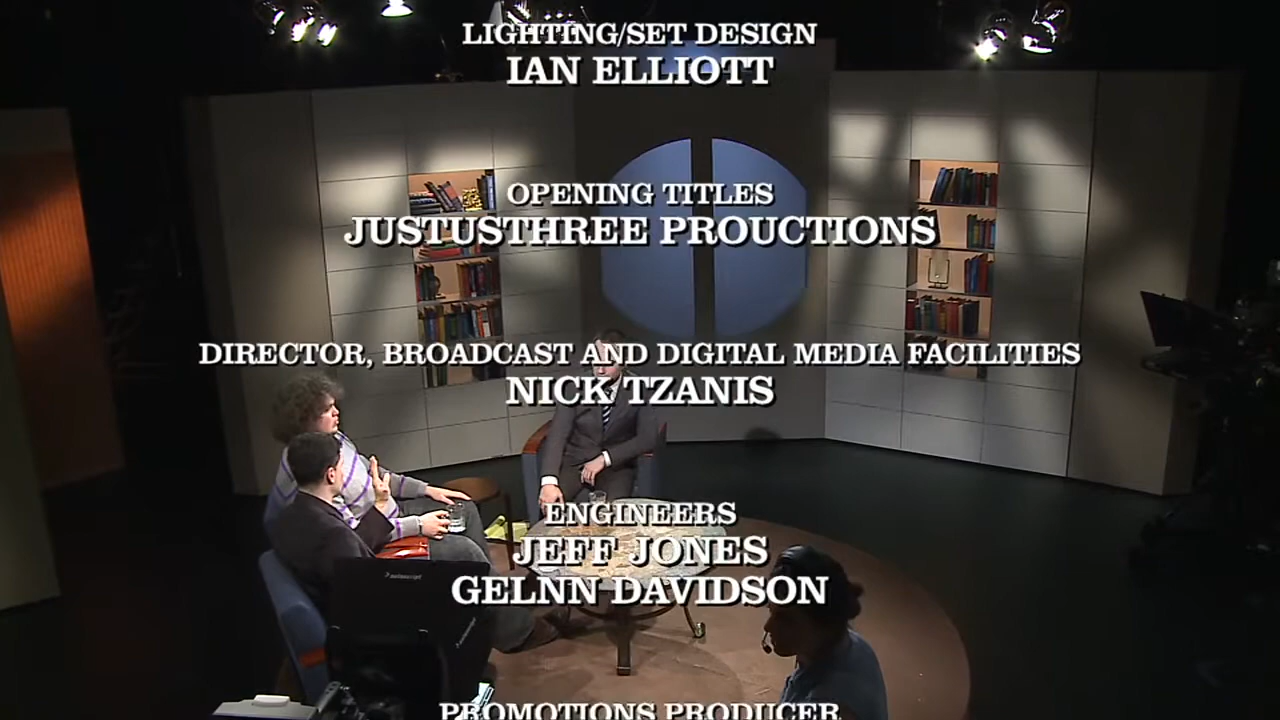 LIGHTING/SET DESIGN
IAN ELLIOTT
OPENING TITLES
JUSTUSTHREE PROUCTIONS
DIRECTOR, BROADCAST AND DIGITAL MEDIA FACILITIES
NICK TZANIS
ENGINEERS
JEFF JONES
GELNN DAVIDSON
autoscript
PROMOTIONS PRODUCER